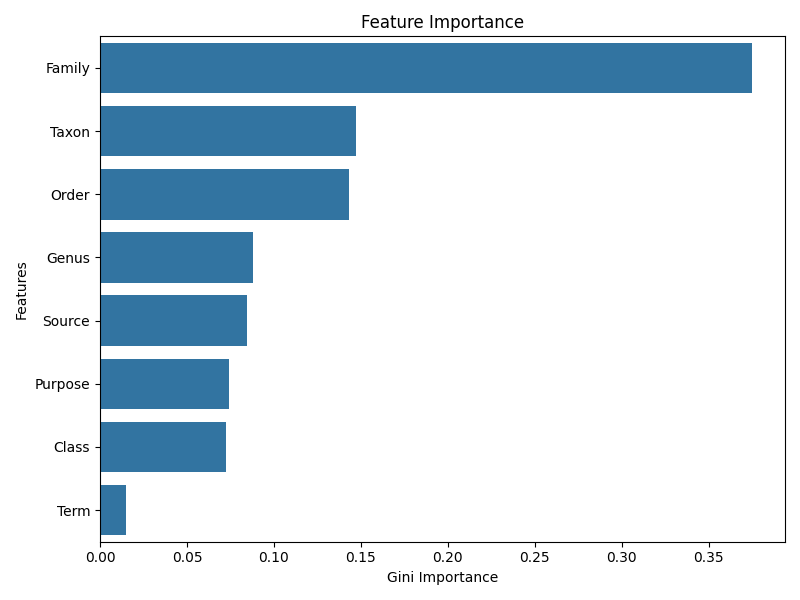 Feature Importance
Family
Taxon
Order
Genus
Source
Purpose
Class
Term
Features
0.00 0.05 0.10 0.15 0.20 0.25 0.30 0.35
Gini Importance